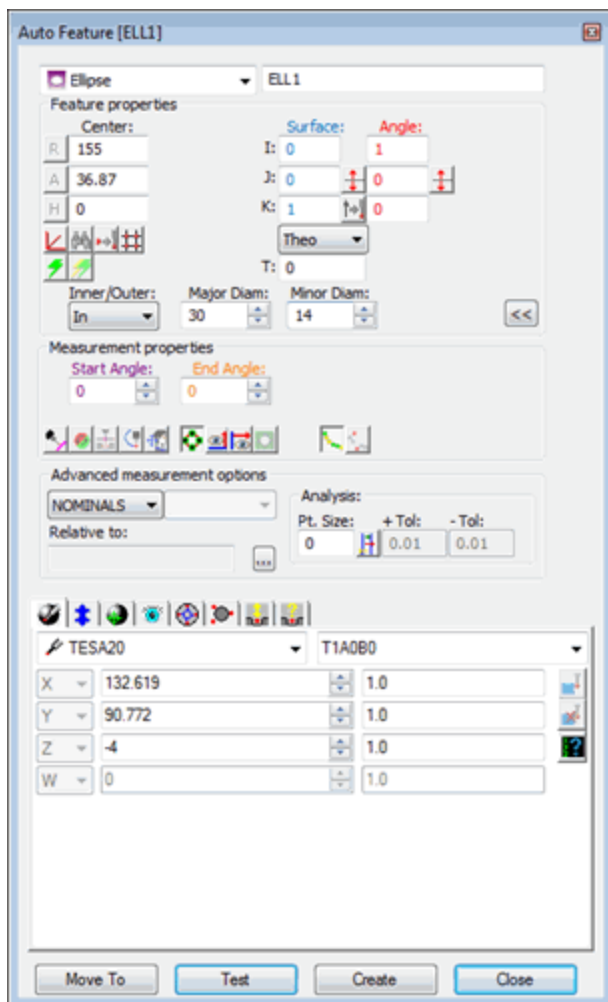 Auto Feature [ELL1]
Ellipse ELL1
Feature properties
Center: Surface: Angle:
R 155 I: 0 1
A 36.87 J: 0 0
H 0 K: 1 0
Theo
T: 0
Inner/Outer: Major Diam: Minor Diam:
In 30 14 <<
Measurement properties
Start Angle: End Angle:
0 0
Advanced measurement options
NOMINALS Analysis:
Relative to: Pt. Size: + Tol: - Tol:
0 0.01 0.01
...
TESA20 T1A0B0
X 132.619 1.0
Y 90.772 1.0
Z -4 1.0
W 0 1.0
Move To Test Create Close